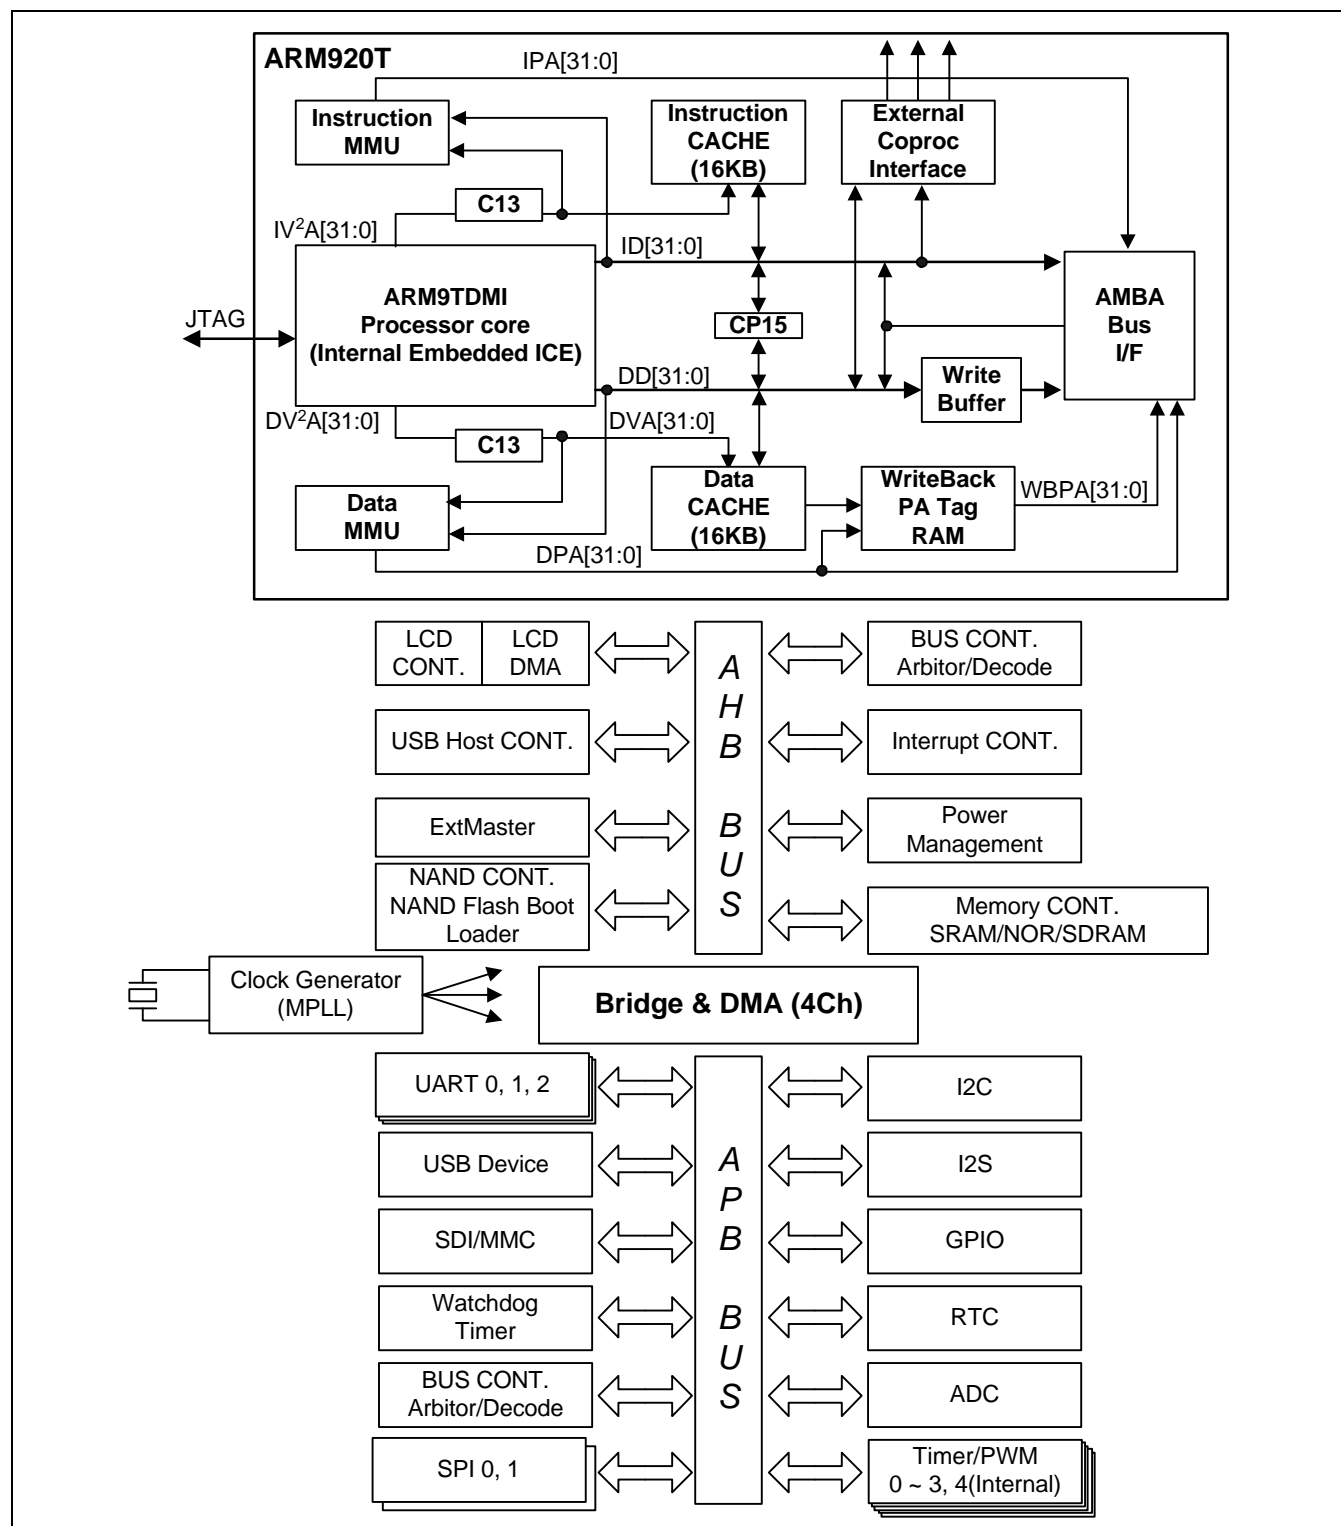 ARM920T
IPA[31:0]
Instruction
MMU
Instruction
CACHE
(16KB)
External
Coproc
Interface
C13
IV²A[31:0]
ID[31:0]
ARM9TDMI
Processor core
(Internal Embedded ICE)
JTAG
CP15
AMBA
Bus
I/F
DD[31:0]
Write
Buffer
DV²A[31:0]
C13
DVA[31:0]
Data
MMU
Data
CACHE
(16KB)
WriteBack
PA Tag
RAM
WBPA[31:0]
DPA[31:0]
LCD
CONT.
LCD
DMA
BUS CONT.
Arbitor/Decode
USB Host CONT.
Interrupt CONT.
ExtMaster
Power
Management
NAND CONT.
NAND Flash Boot
Loader
Memory CONT.
SRAM/NOR/SDRAM
AHB BUS
Clock Generator
(MPLL)
Bridge & DMA (4Ch)
UART 0, 1, 2
I2C
USB Device
I2S
SDI/MMC
GPIO
Watchdog
Timer
RTC
BUS CONT.
Arbitor/Decode
ADC
SPI 0, 1
Timer/PWM
0 ~ 3, 4(Internal)
APB BUS